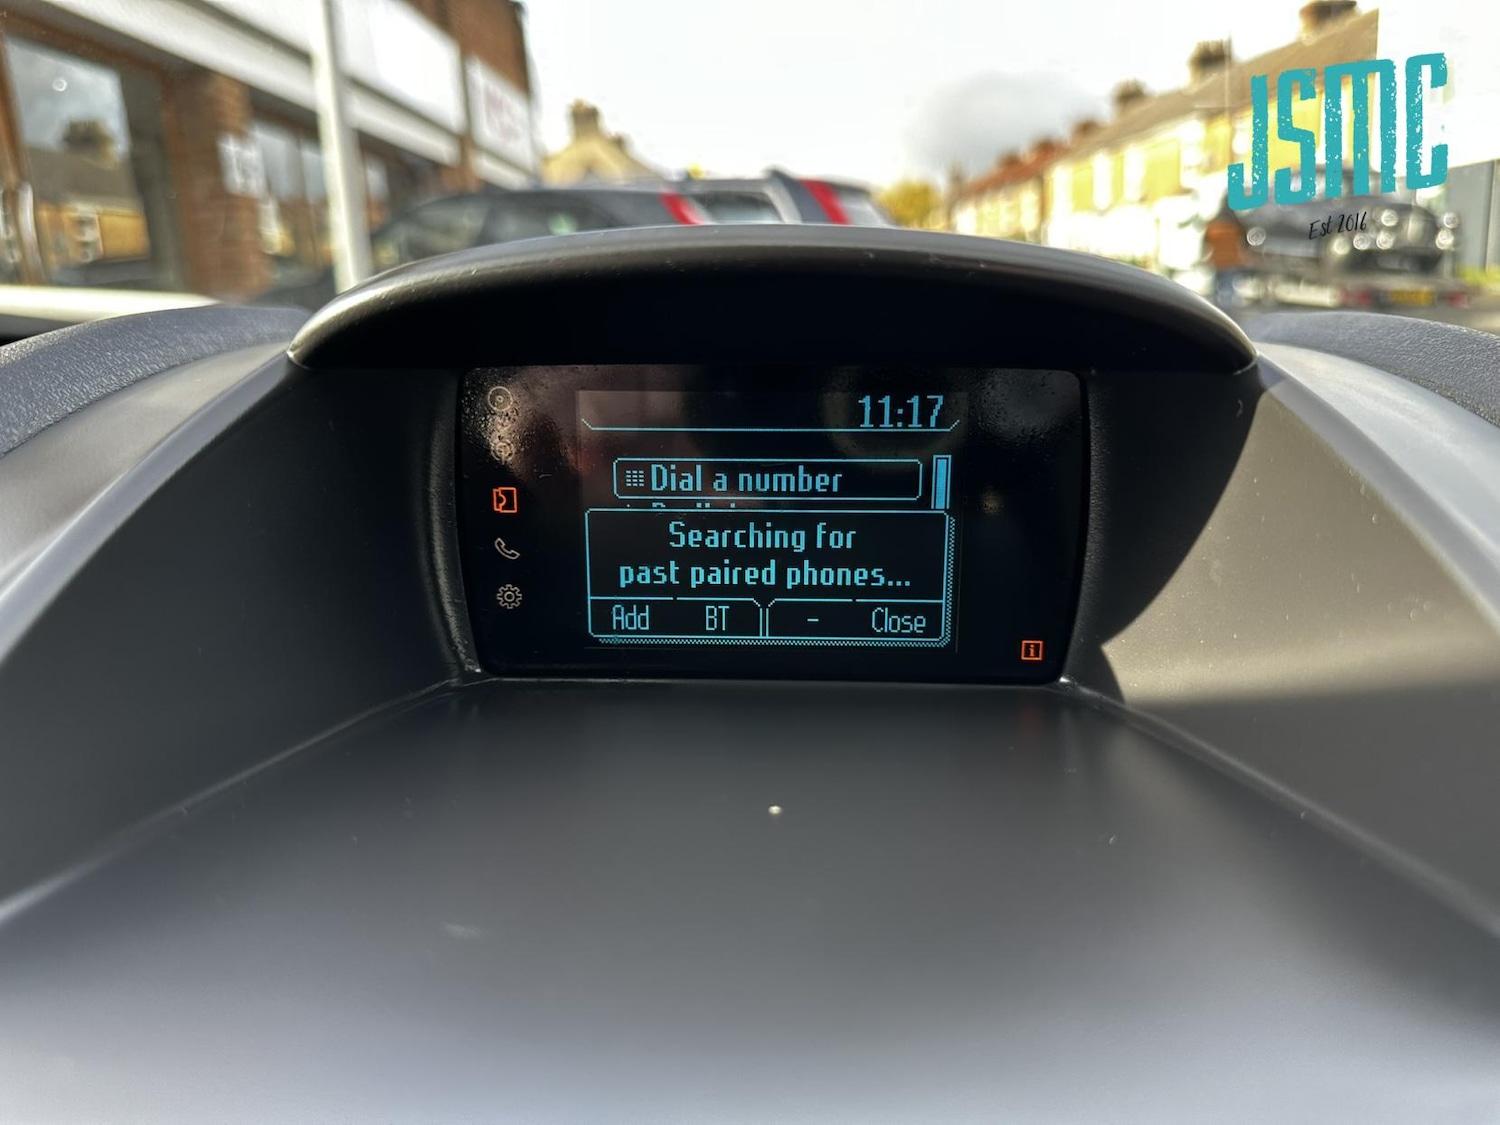 JSMC
Est 2016
11:17
Dial a number
Searching for
past paired phones...
Add BT - Close
i